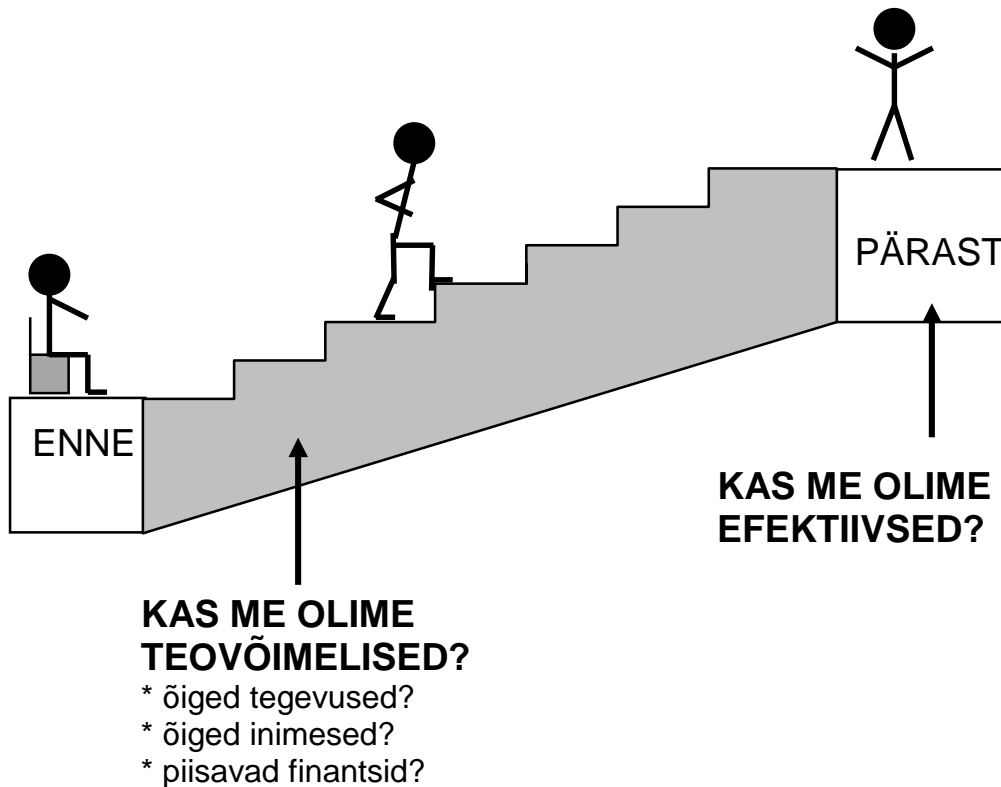 PÄRAST
ENNE
KAS ME OLIME
EFEKTIIVSED?
KAS ME OLIME
TEOVÕIMELISED?
* õiged tegevused?
* õiged inimesed?
* piisavad finantsid?